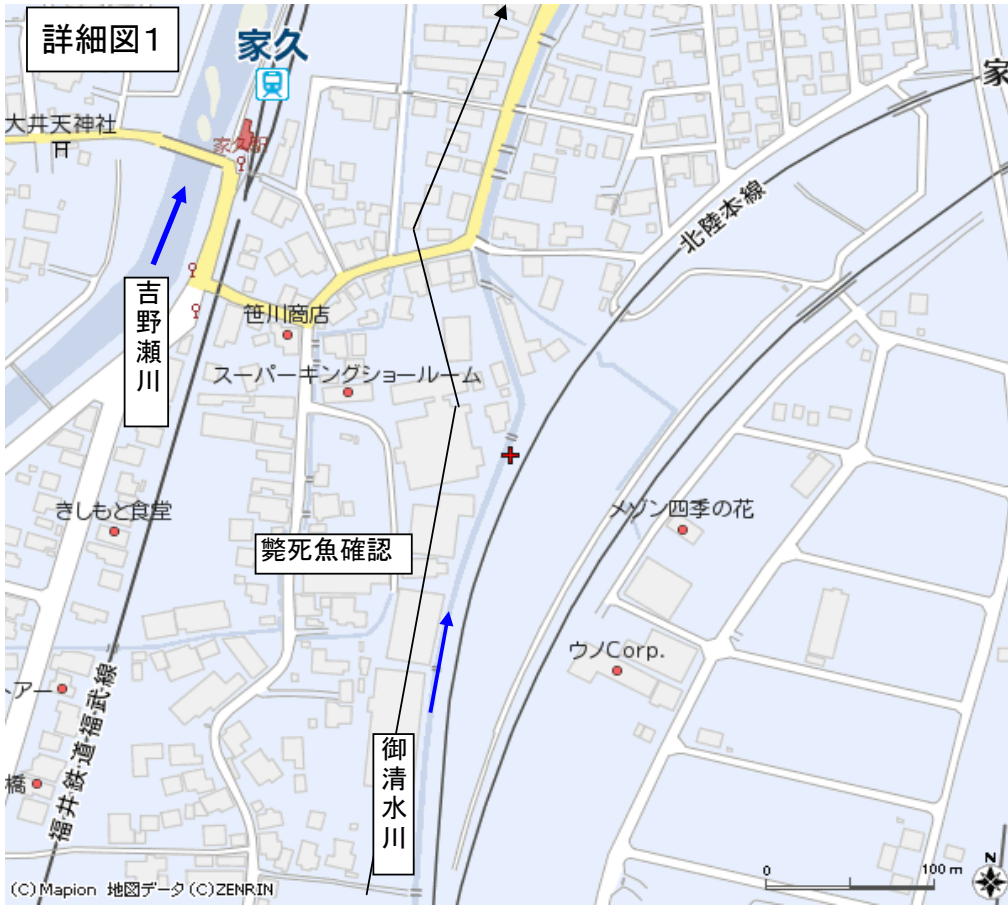 詳細図1
家久
家
大井天神社
家久駅
北陸本線
吉野瀬川
笹川商店
スーパーキングショールーム
きしもと食堂
メゾン四季の花
斃死魚確認
ウノCorp.
トアー
御清水川
橋
福井鉄道福武線
0 100m
N
(C)Mapion 地図データ(C)ZENRIN